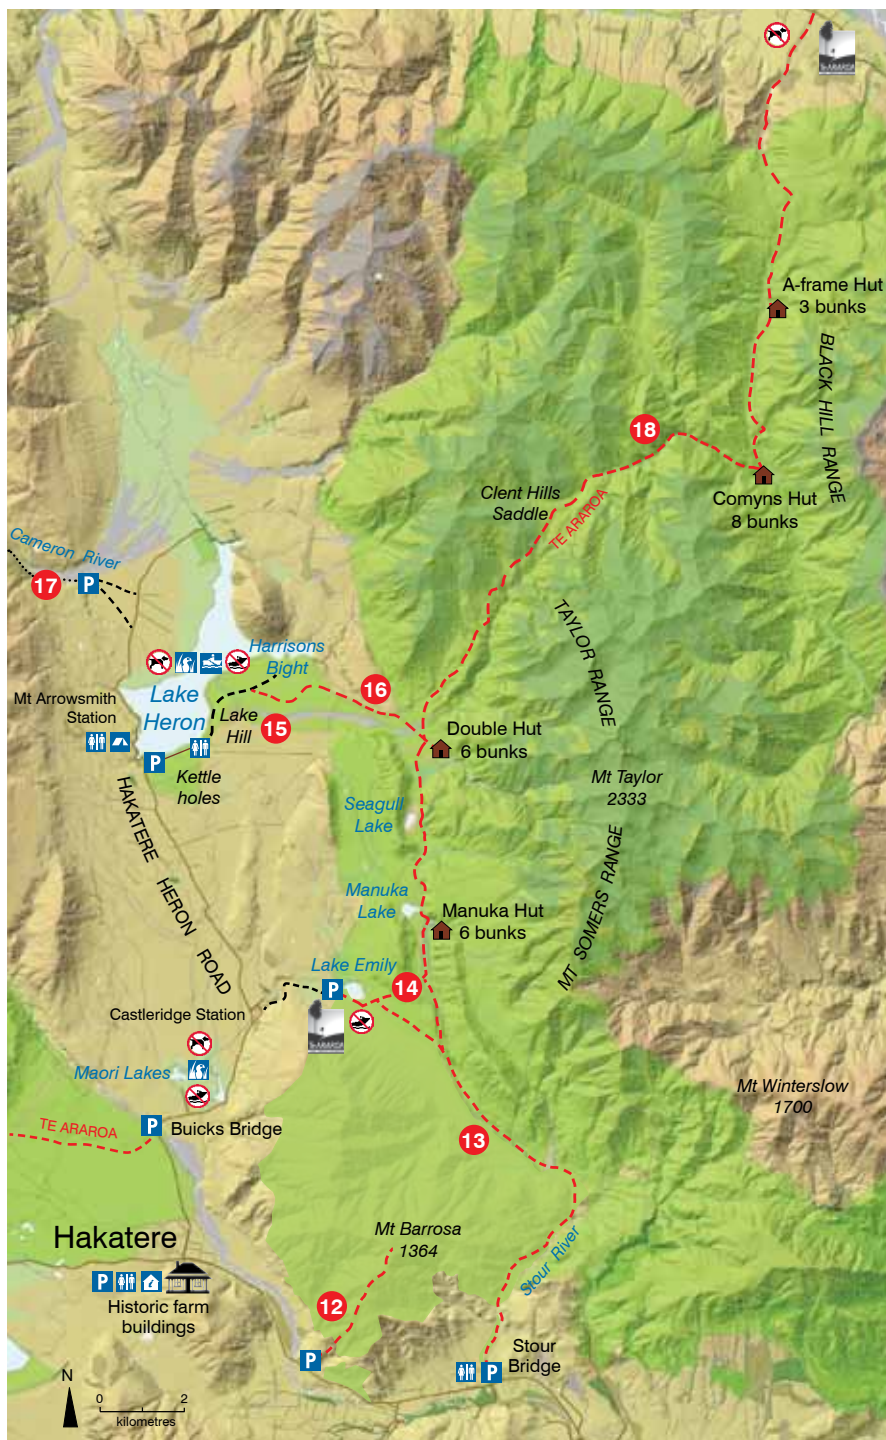 TE ARAROA
A-frame Hut
3 bunks
BLACK HILL RANGE
18
Clent Hills
Saddle
TE ARAROA
Comyns Hut
8 bunks
Cameron River
17
P
TAYLOR RANGE
Harrisons
Bight
16
Mt Arrowsmith
Station
Lake
Heron
Lake
Hill
15
Double Hut
6 bunks
P
Kettle
holes
HAKATERE HERON ROAD
Mt Taylor
2333
Seagull
Lake
MT SOMERS RANGE
Manuka
Lake
Manuka Hut
6 bunks
Lake Emily
P
14
Castleridge Station
TE ARAROA
Maori Lakes
Mt Winterslow
1700
TE ARAROA
P
Buicks Bridge
13
Hakatere
Mt Barrosa
1364
Stour River
P
Historic farm
buildings
12
P
Stour
Bridge
P
N
0 2
kilometres